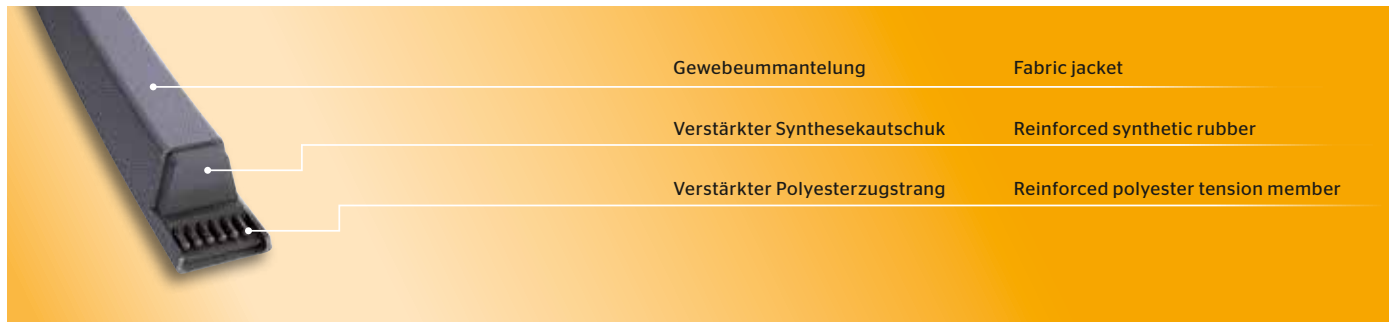 Gewebeummantelung Fabric jacket
Verstärkter Synthesekautschuk Reinforced synthetic rubber
Verstärkter Polyesterzugstrang Reinforced polyester tension member